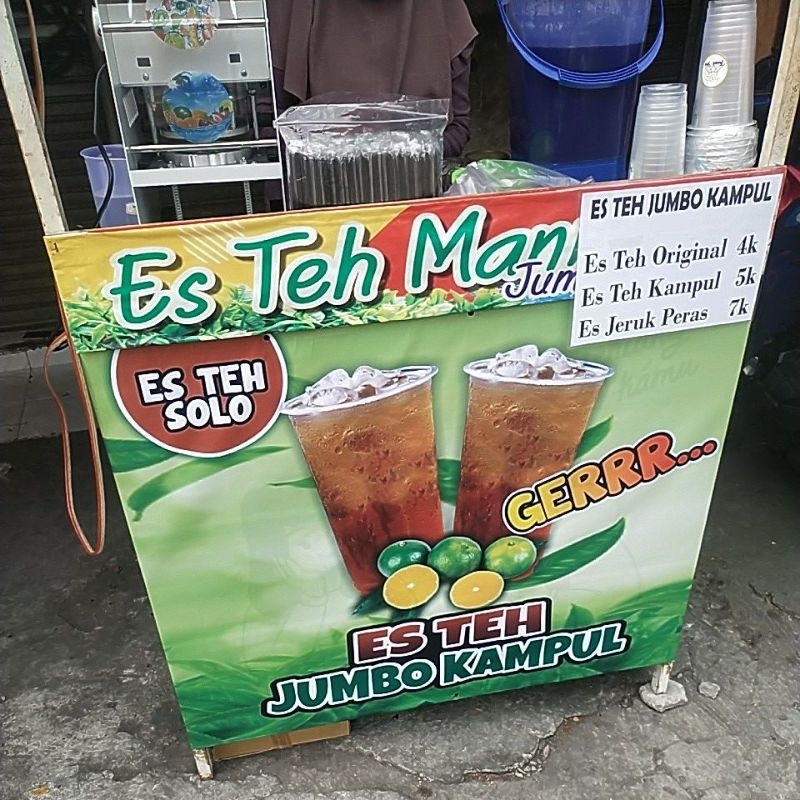 Es Teh Mani
Jum
ES TEH JUMBO KAMPUL
Es Teh Original 4k
Es Teh Kampul 5k
Es Jeruk Peras 7k
ES TEH
SOLO
GERRR...
ES TEH
JUMBO KAMPUL